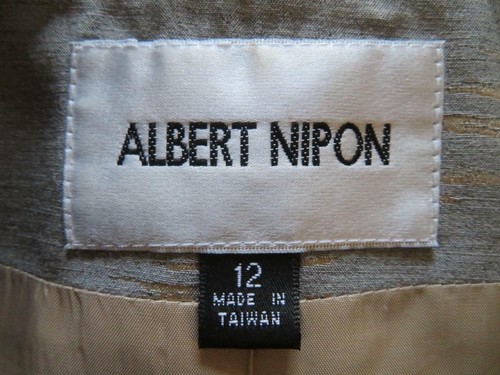 ALBERT NIPON
12
MADE IN
TAIWAN